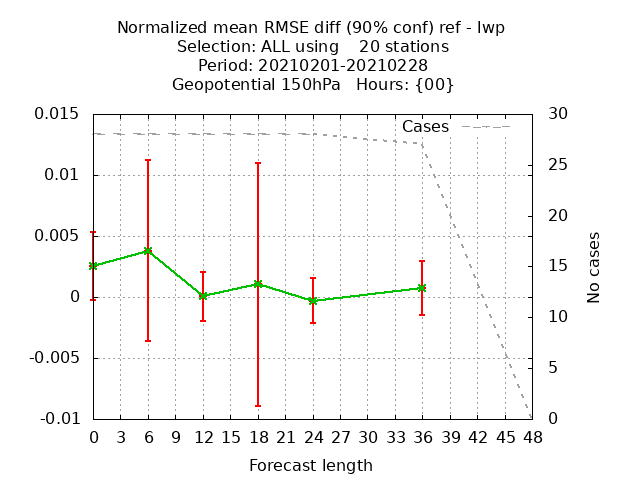 Normalized mean RMSE diff (90% conf) ref - lwp
Selection: ALL using    20 stations
Period: 20210201-20210228
Geopotential 150hPa   Hours: {00}
0.015
0.01
0.005
0
-0.005
-0.01
Cases
30
25
20
15
10
5
0
No cases
0 3 6 9 12 15 18 21 24 27 30 33 36 39 42 45 48
Forecast length